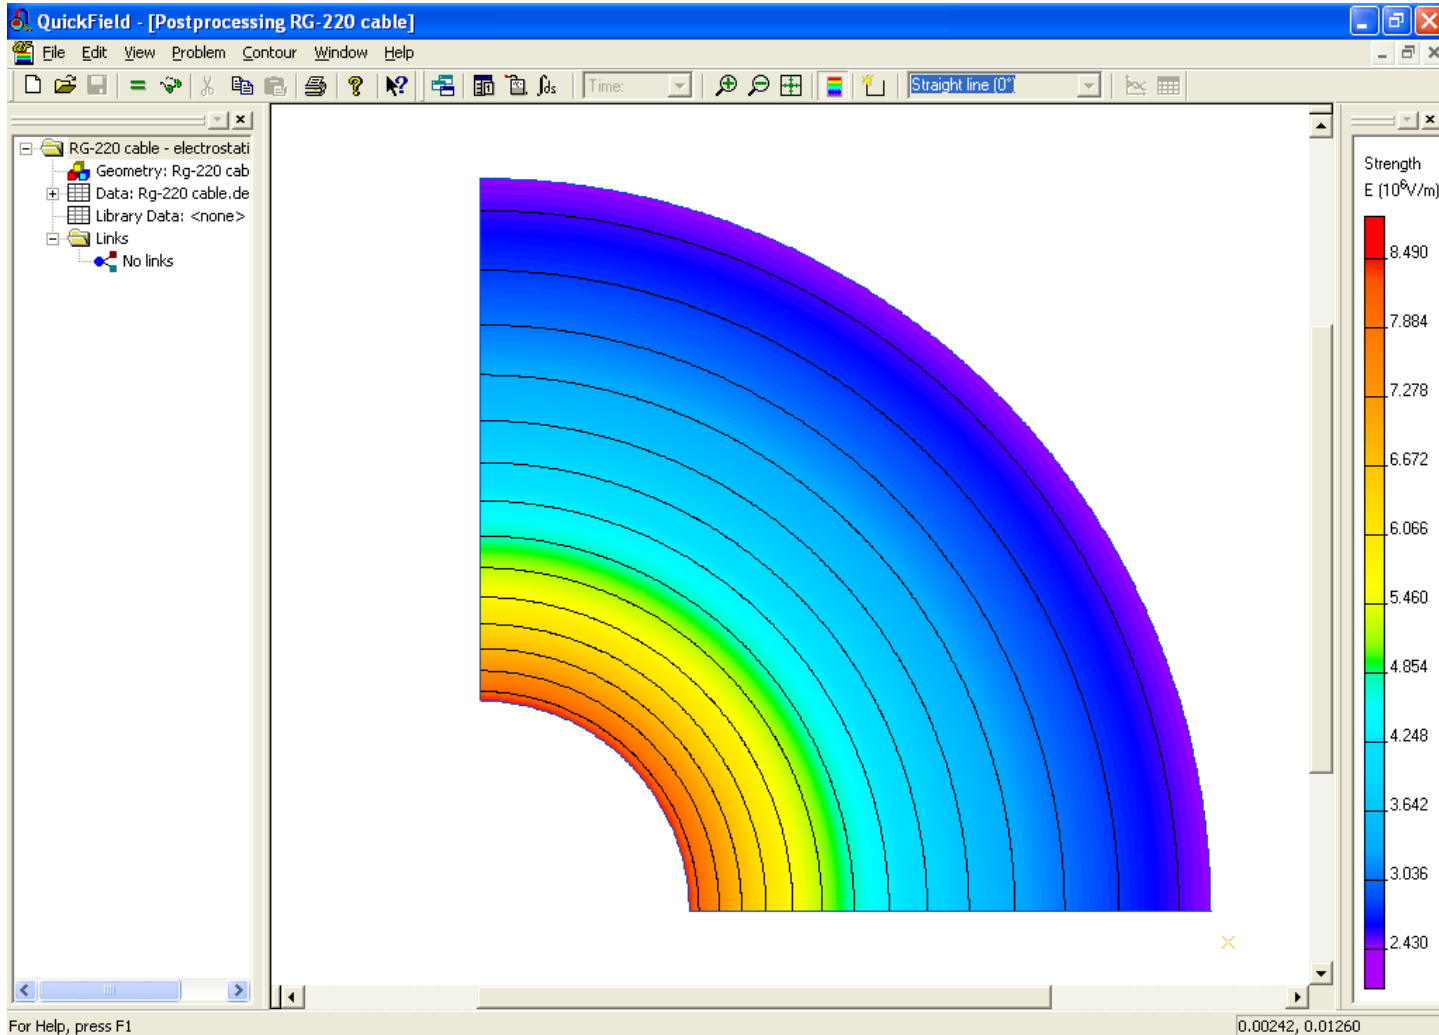 QuickField - [Postprocessing RG-220 cable]
File Edit View Problem Contour Window Help
Time:
Straight line (0°)
RG-220 cable - electrostati
Geometry: Rg-220 cab
Data: Rg-220 cable.de
Library Data: <none>
Links
No links
Strength
E (10⁶V/m)
8.490
7.884
7.278
6.672
6.066
5.460
4.854
4.248
3.642
3.036
2.430
For Help, press F1
0.00242, 0.01260